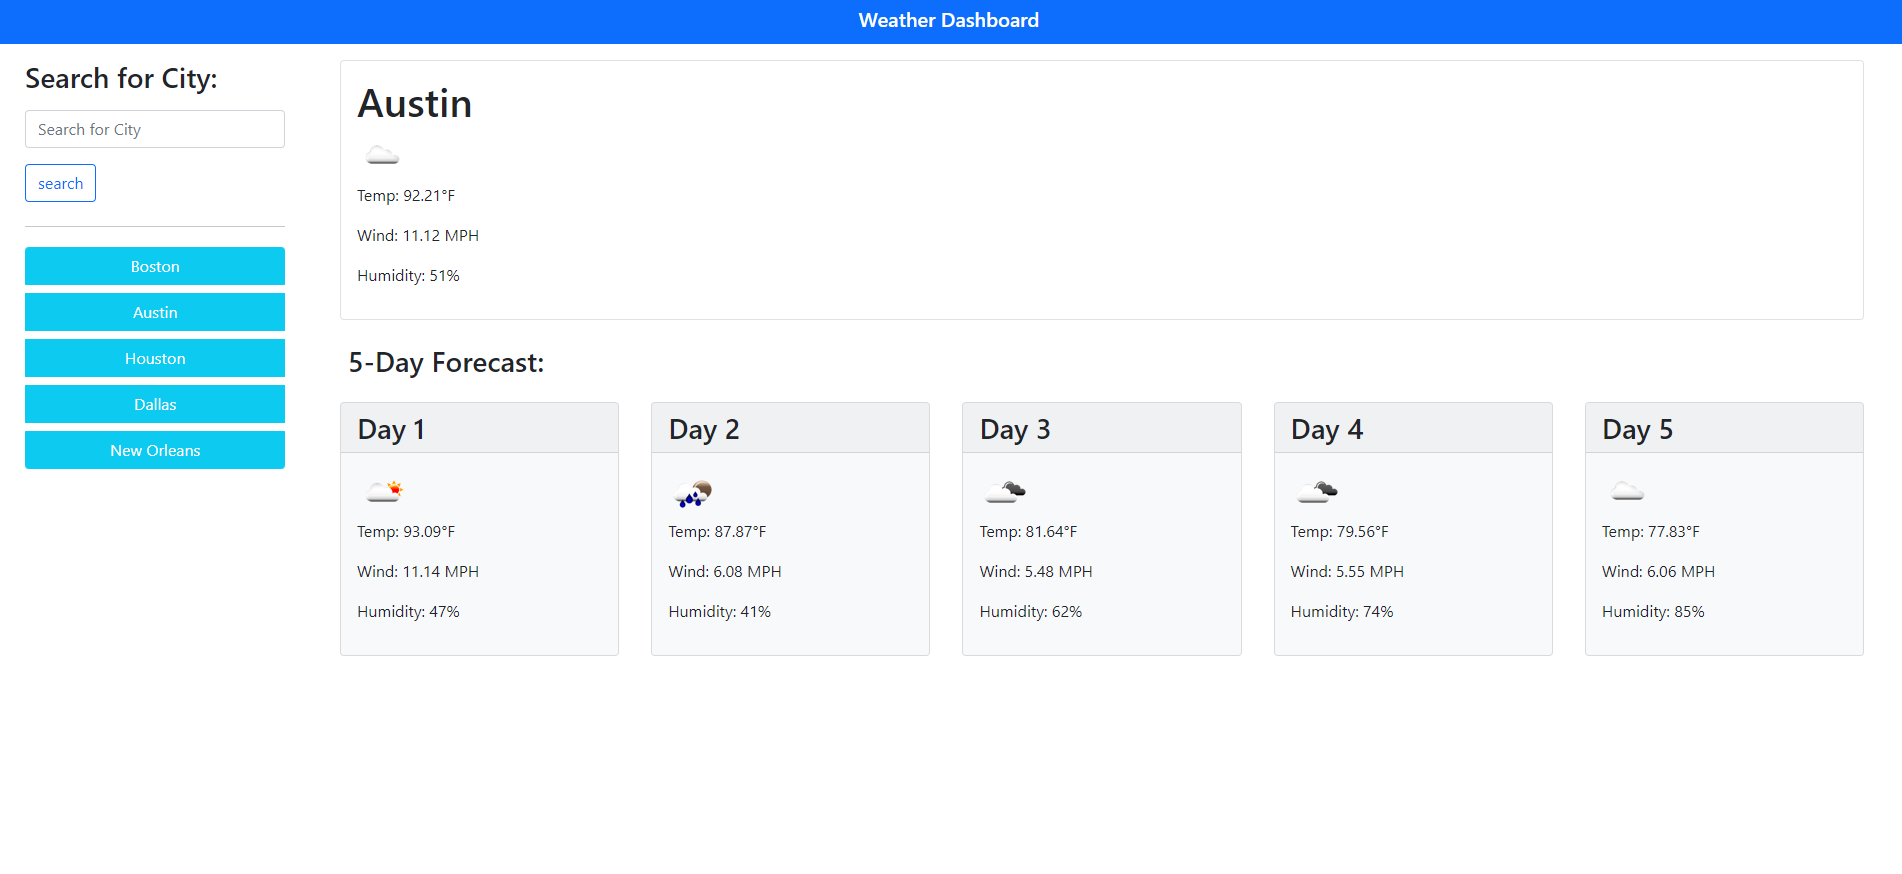 Weather Dashboard
Search for City:
Search for City
search
Boston
Austin
Houston
Dallas
New Orleans
Austin
Temp: 92.21°F
Wind: 11.12 MPH
Humidity: 51%
5-Day Forecast:
Day 1
Temp: 93.09°F
Wind: 11.14 MPH
Humidity: 47%
Day 2
Temp: 87.87°F
Wind: 6.08 MPH
Humidity: 41%
Day 3
Temp: 81.64°F
Wind: 5.48 MPH
Humidity: 62%
Day 4
Temp: 79.56°F
Wind: 5.55 MPH
Humidity: 74%
Day 5
Temp: 77.83°F
Wind: 6.06 MPH
Humidity: 85%